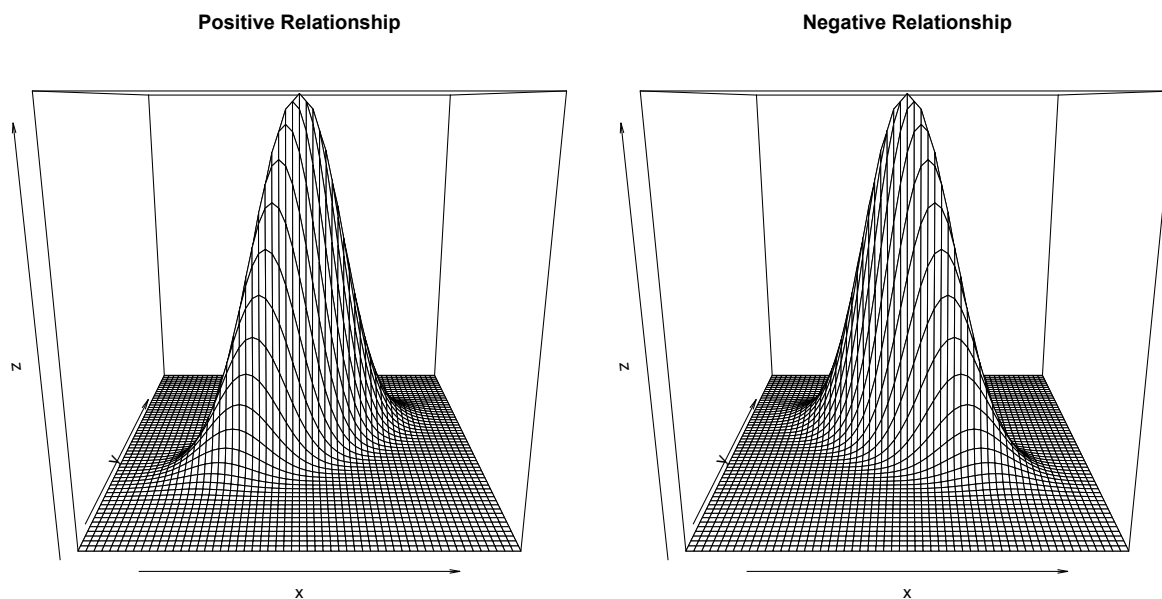 Positive Relationship
Negative Relationship
z
y
x
z
y
x